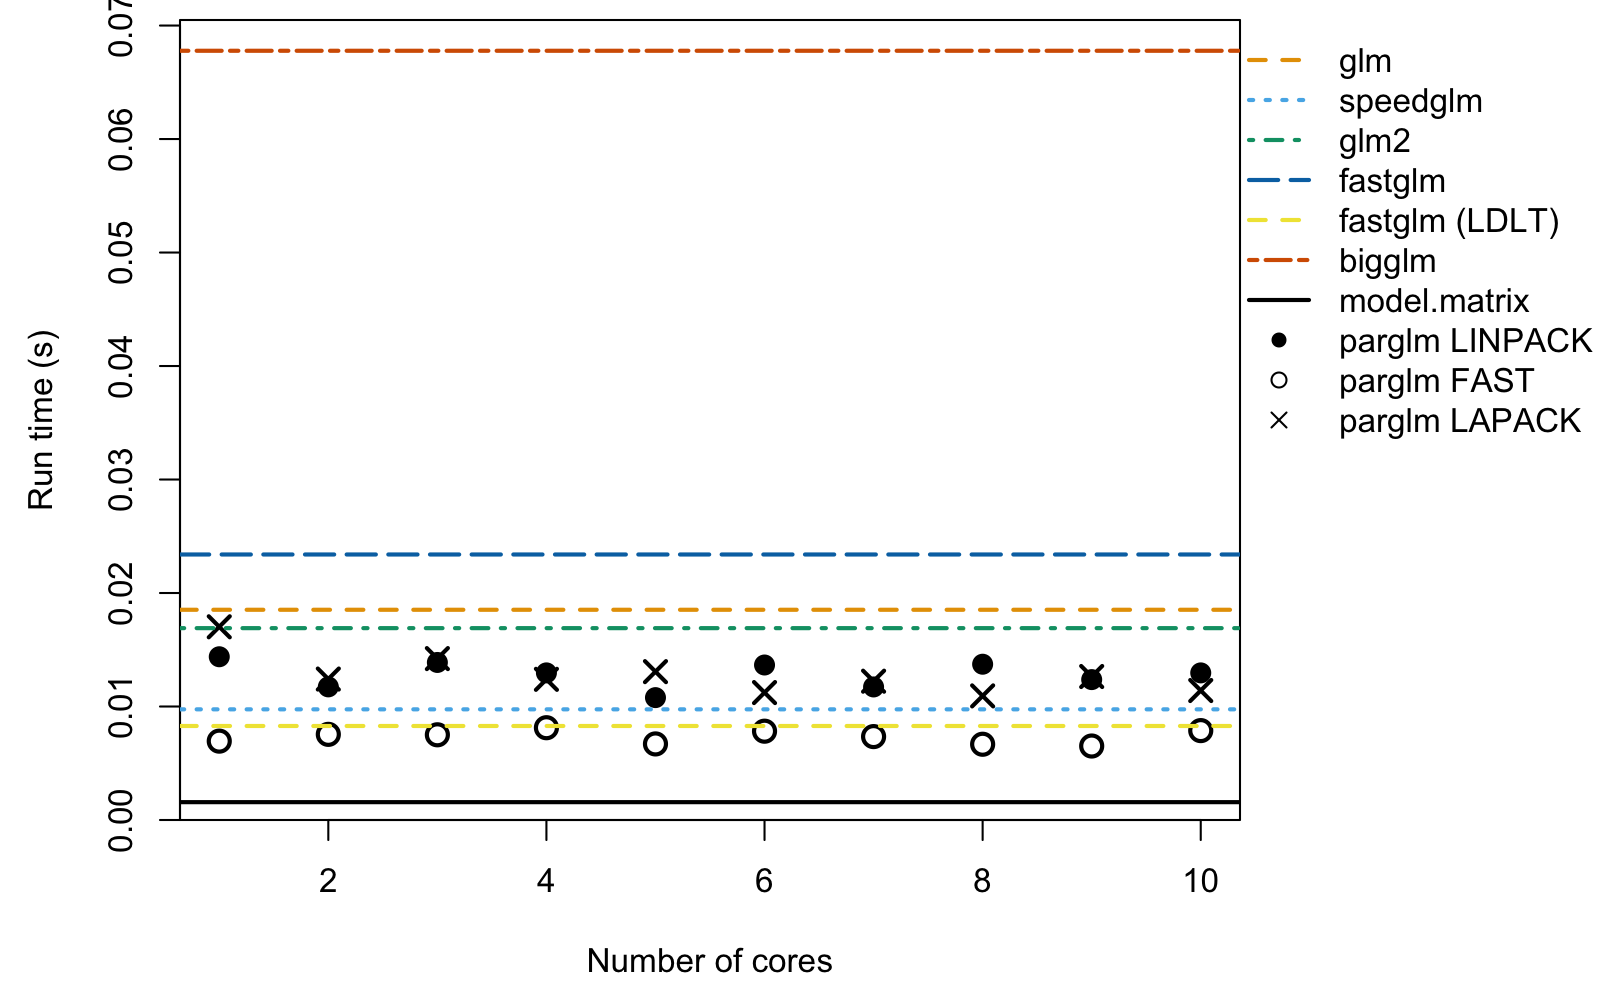 0.07
0.06
0.05
0.04
0.03
0.02
0.01
0.00
Run time (s)
2 4 6 8 10
Number of cores
glm
speedglm
glm2
fastglm
fastglm (LDLT)
bigglm
model.matrix
parglm LINPACK
parglm FAST
parglm LAPACK